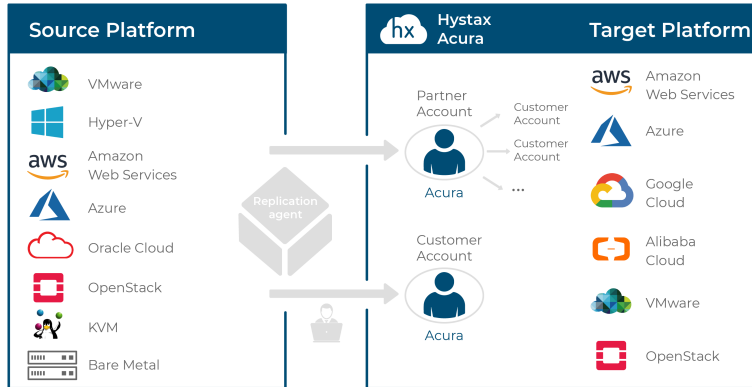 Source Platform
VMware
Hyper-V
aws
Amazon
Web Services
Azure
Oracle Cloud
OpenStack
KVM
Bare Metal
Replication
agent
hx
Hystax
Acura
Target Platform
Partner
Account
Customer
Account
Customer
Account
...
Acura
Customer
Account
Acura
aws
Amazon
Web Services
Azure
Google
Cloud
Alibaba
Cloud
VMware
OpenStack